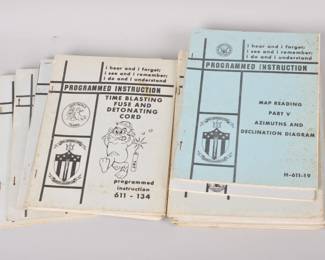 i hear and i forget;
i see and i remember;
i do and i understand
PROGRAMMED INSTRUCTION
TIME BLASTING
FUSE AND
DETONATING
CORD
programmed
instruction
611 - 134
i hear and i forget;
i see and i remember;
i do and i understand
PROGRAMMED INSTRUCTION
MAP READING
PART V
AZIMUTHS AND
DECLINATION DIAGRAM
H-611-19